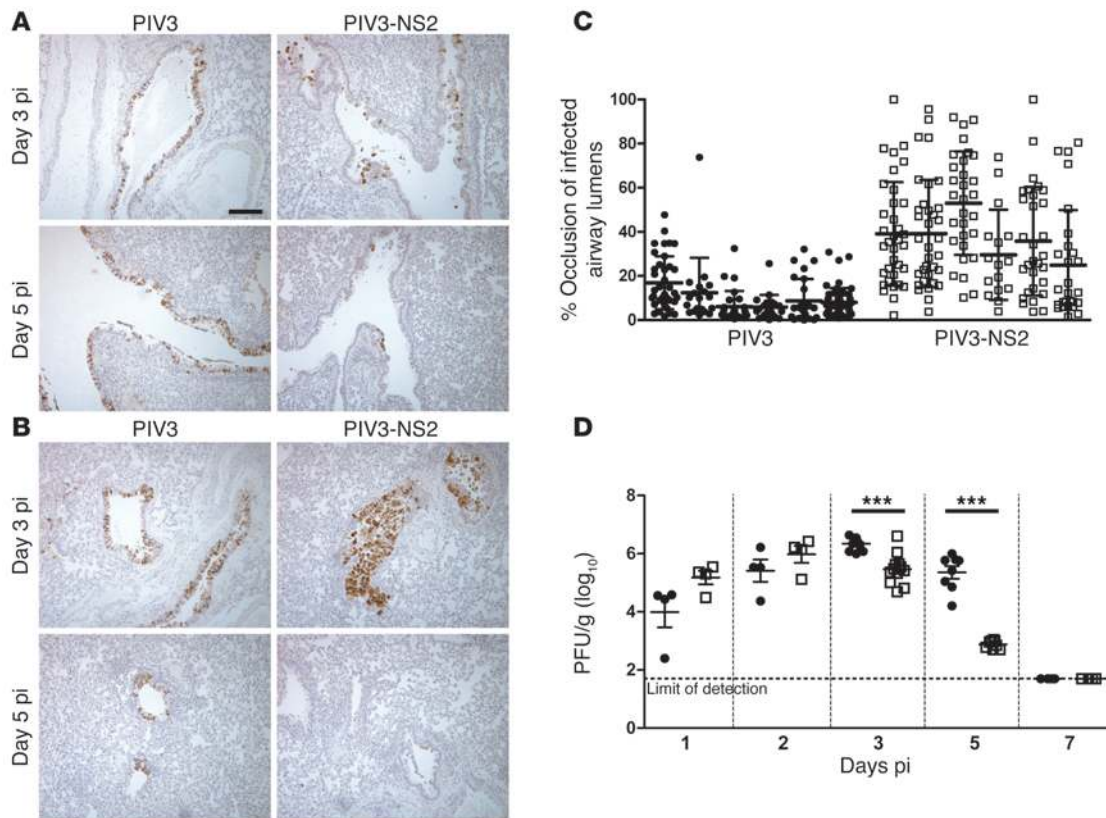 A
PIV3 PIV3-NS2
Day 3 pi
Day 5 pi
B
PIV3 PIV3-NS2
Day 3 pi
Day 5 pi
C
% Occlusion of infected
airway lumens
100
80
60
40
20
0
PIV3 PIV3-NS2
D
PFU/g (log10)
8
6
4
2
0
*** ***
Limit of detection
1 2 3 5 7
Days pi